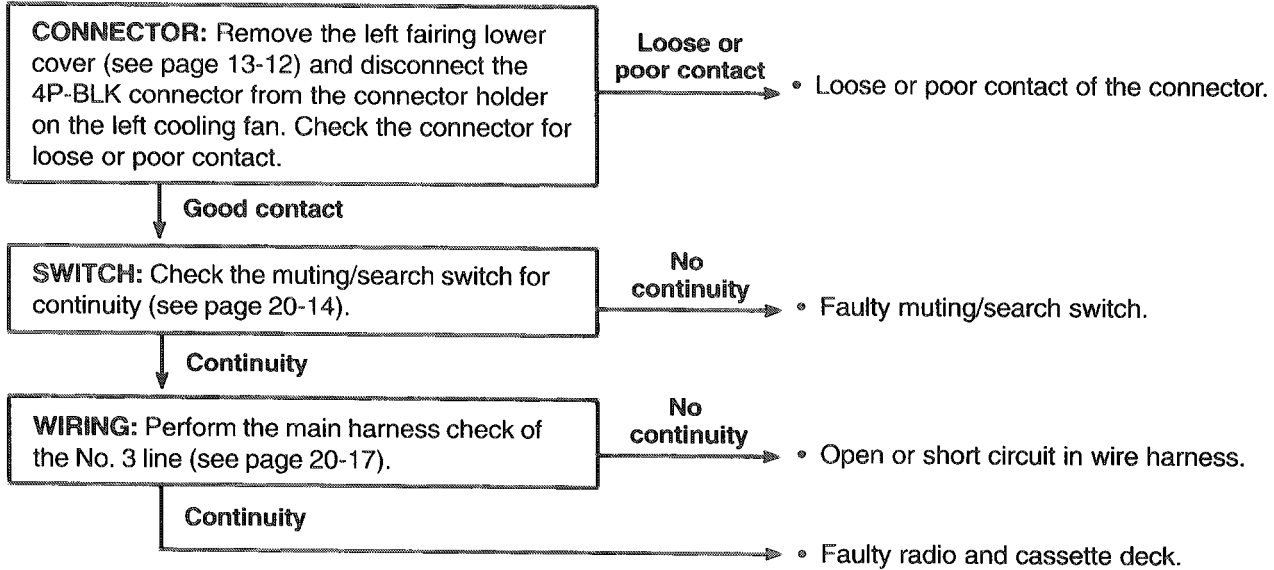 CONNECTOR: Remove the left fairing lower
cover (see page 13-12) and disconnect the
4P-BLK connector from the connector holder
on the left cooling fan. Check the connector for
loose or poor contact.
Loose or
poor contact
• Loose or poor contact of the connector.
Good contact
SWITCH: Check the muting/search switch for
continuity (see page 20-14).
No
continuity
• Faulty muting/search switch.
Continuity
WIRING: Perform the main harness check of
the No. 3 line (see page 20-17).
No
continuity
• Open or short circuit in wire harness.
Continuity
• Faulty radio and cassette deck.